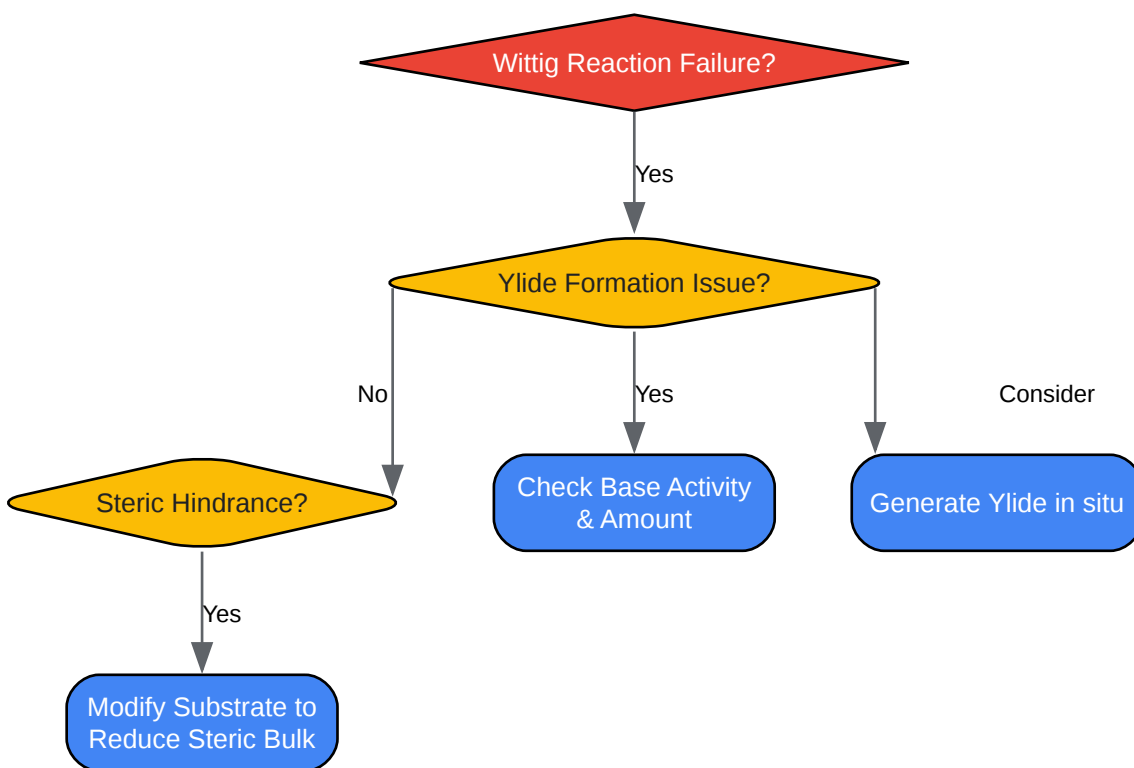 Wittig Reaction Failure?
Yes
Ylide Formation Issue?
No
Yes
Consider
Steric Hindrance?
Check Base Activity
& Amount
Generate Ylide in situ
Yes
Modify Substrate to
Reduce Steric Bulk